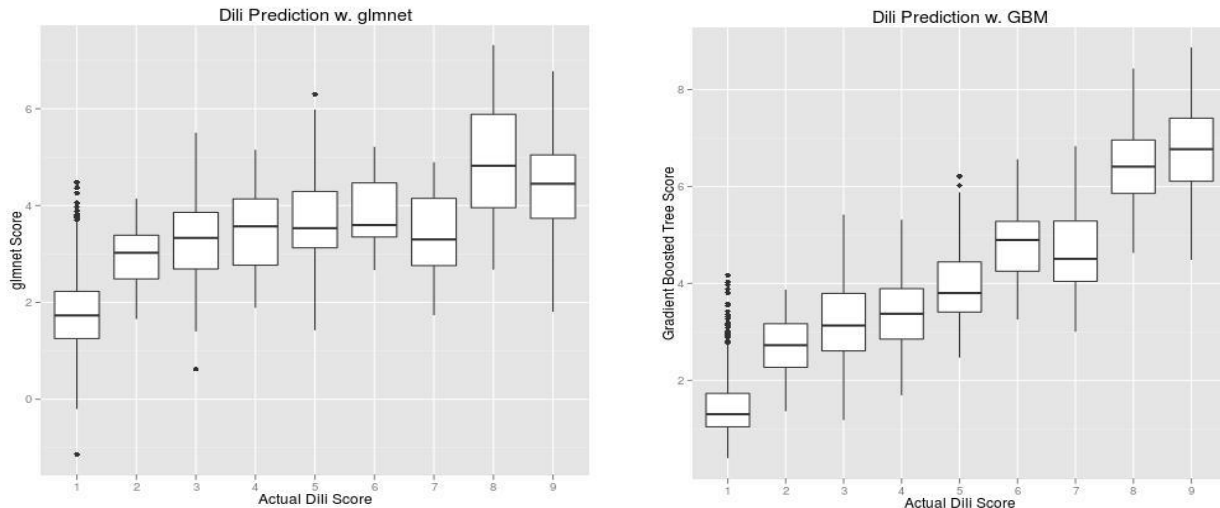 Dili Prediction w. glmnet
glmnet Score
6
4
2
0
1 2 3 4 5 6 7 8 9
Actual Dili Score
Dili Prediction w. GBM
Gradient Boosted Tree Score
8
6
4
2
1 2 3 4 5 6 7 8 9
Actual Dili Score